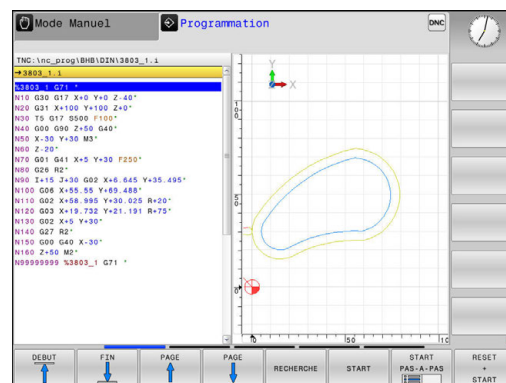 Mode Manuel
Programmation
DNC
TNC:\nc_prog\BHB\DIN\3803_1.i
→3803_1.i
%3803_1 G71 *
N10 G30 G17 X+0 Y+0 Z-40*
N20 G31 X+100 Y+100 Z+0*
N30 T5 G17 S500 F100*
N40 G00 G90 Z+50 G40*
N50 X-30 Y+30 M3*
N60 Z-20*
N70 G01 G41 X+5 Y+30 F250*
N80 G26 R2*
N90 I+15 J+30 G02 X+6.645 Y+35.495*
N100 G06 X+55.55 Y+69.488*
N110 G02 X+58.995 Y+30.025 R+20*
N120 G03 X+19.732 Y+21.191 R+75*
N130 G02 X+5 Y+30*
N140 G27 R2*
N150 G00 G40 X-30*
N160 Z+50 M2*
N99999999 %3803_1 G71 *
Y
X
100
50
0
0
50
10
DEBUT
FIN
PAGE
PAGE
RECHERCHE
START
START
PAS-A-PAS
RESET
+
START